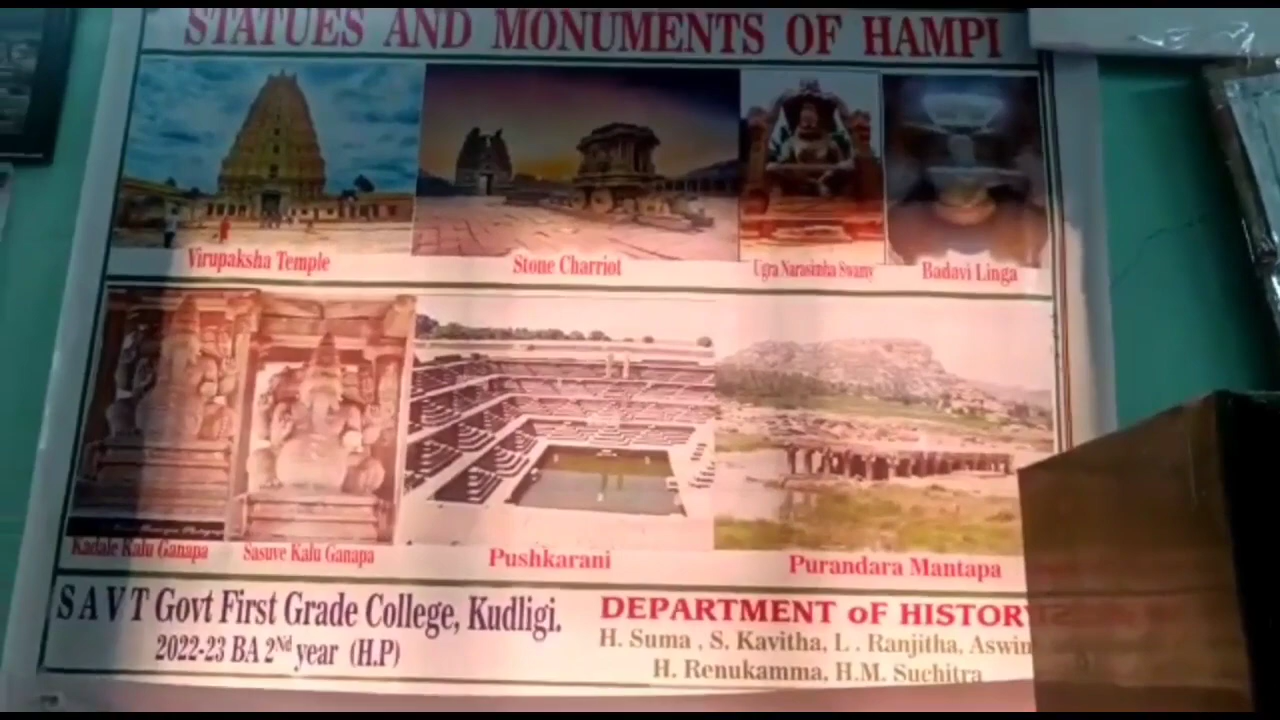 STATUES AND MONUMENTS OF HAMPI
Virupaksha Temple
Stone Charriot
Ugra Narasinha Swany
Badavi Linga
Kadale Kalu Ganapa
Sasuve Kalu Ganapa
Pushkarani
Purandara Mantapa
S A V T Govt First Grade College, Kudligi.
2022-23 BA 2Nd year (H.P)
DEPARTMENT oF HISTORY
H. Suma , S. Kavitha, L . Ranjitha, Aswin
H. Renukamma, H.M. Suchitra